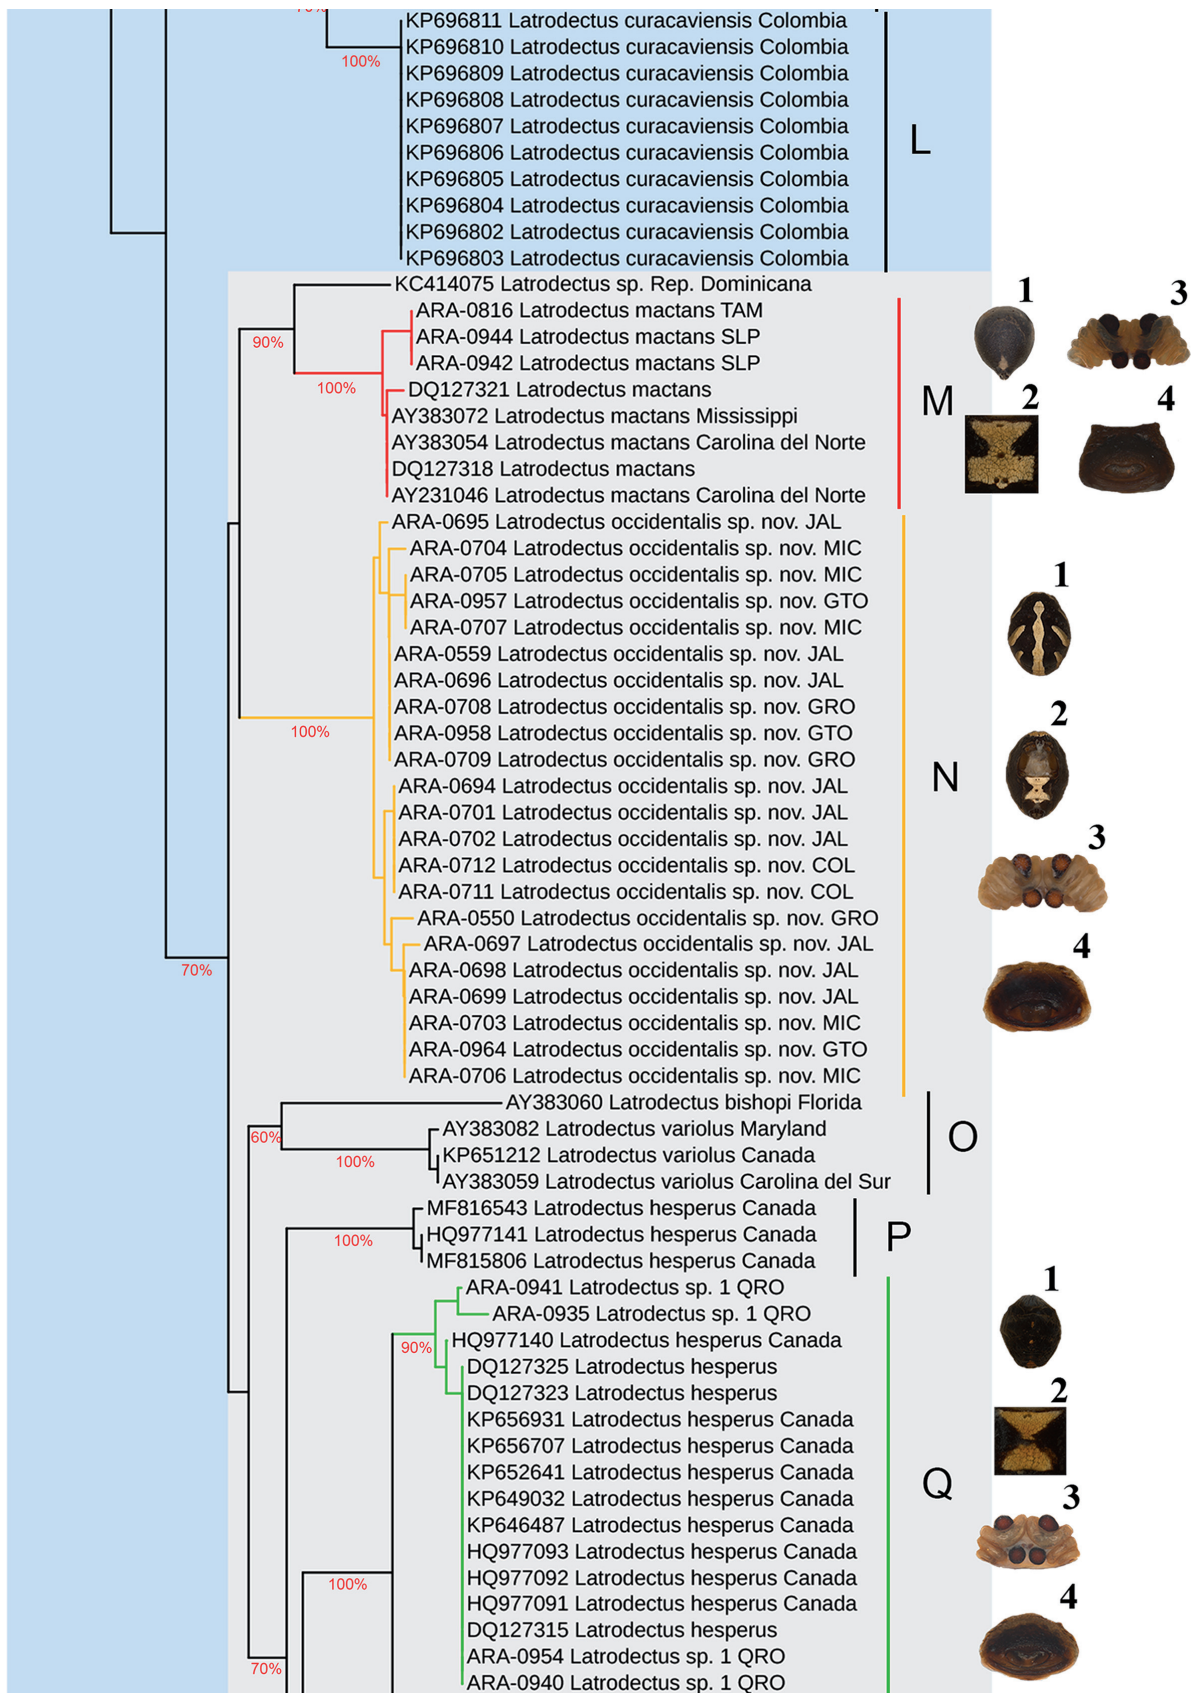 KP696811 Latrodectus curacaviensis Colombia
100%
KP696810 Latrodectus curacaviensis Colombia
KP696809 Latrodectus curacaviensis Colombia
KP696808 Latrodectus curacaviensis Colombia
KP696807 Latrodectus curacaviensis Colombia
L
KP696806 Latrodectus curacaviensis Colombia
KP696805 Latrodectus curacaviensis Colombia
KP696804 Latrodectus curacaviensis Colombia
KP696802 Latrodectus curacaviensis Colombia
KP696803 Latrodectus curacaviensis Colombia
KC414075 Latrodectus sp. Rep. Dominicana
1
3
ARA-0816 Latrodectus mactans TAM
90%
ARA-0944 Latrodectus mactans SLP
ARA-0942 Latrodectus mactans SLP
100%
DQ127321 Latrodectus mactans
M
2
4
AY383072 Latrodectus mactans Mississippi
AY383054 Latrodectus mactans Carolina del Norte
DQ127318 Latrodectus mactans
AY231046 Latrodectus mactans Carolina del Norte
ARA-0695 Latrodectus occidentalis sp. nov. JAL
ARA-0704 Latrodectus occidentalis sp. nov. MIC
ARA-0705 Latrodectus occidentalis sp. nov. MIC
1
ARA-0957 Latrodectus occidentalis sp. nov. GTO
ARA-0707 Latrodectus occidentalis sp. nov. MIC
ARA-0559 Latrodectus occidentalis sp. nov. JAL
ARA-0696 Latrodectus occidentalis sp. nov. JAL
ARA-0708 Latrodectus occidentalis sp. nov. GRO
2
100%
ARA-0958 Latrodectus occidentalis sp. nov. GTO
ARA-0709 Latrodectus occidentalis sp. nov. GRO
N
ARA-0694 Latrodectus occidentalis sp. nov. JAL
ARA-0701 Latrodectus occidentalis sp. nov. JAL
ARA-0702 Latrodectus occidentalis sp. nov. JAL
3
ARA-0712 Latrodectus occidentalis sp. nov. COL
ARA-0711 Latrodectus occidentalis sp. nov. COL
ARA-0550 Latrodectus occidentalis sp. nov. GRO
ARA-0697 Latrodectus occidentalis sp. nov. JAL
4
70%
ARA-0698 Latrodectus occidentalis sp. nov. JAL
ARA-0699 Latrodectus occidentalis sp. nov. JAL
ARA-0703 Latrodectus occidentalis sp. nov. MIC
ARA-0964 Latrodectus occidentalis sp. nov. GTO
ARA-0706 Latrodectus occidentalis sp. nov. MIC
AY383060 Latrodectus bishopi Florida
60%
AY383082 Latrodectus variolus Maryland
O
100%
KP651212 Latrodectus variolus Canada
AY383059 Latrodectus variolus Carolina del Sur
MF816543 Latrodectus hesperus Canada
100%
HQ977141 Latrodectus hesperus Canada
P
MF815806 Latrodectus hesperus Canada
ARA-0941 Latrodectus sp. 1 QRO
1
ARA-0935 Latrodectus sp. 1 QRO
90%
HQ977140 Latrodectus hesperus Canada
DQ127325 Latrodectus hesperus
DQ127323 Latrodectus hesperus
2
KP656931 Latrodectus hesperus Canada
KP656707 Latrodectus hesperus Canada
KP652641 Latrodectus hesperus Canada
Q
KP649032 Latrodectus hesperus Canada
3
KP646487 Latrodectus hesperus Canada
HQ977093 Latrodectus hesperus Canada
100%
HQ977092 Latrodectus hesperus Canada
HQ977091 Latrodectus hesperus Canada
4
DQ127315 Latrodectus hesperus
ARA-0954 Latrodectus sp. 1 QRO
70%
ARA-0940 Latrodectus sp. 1 QRO